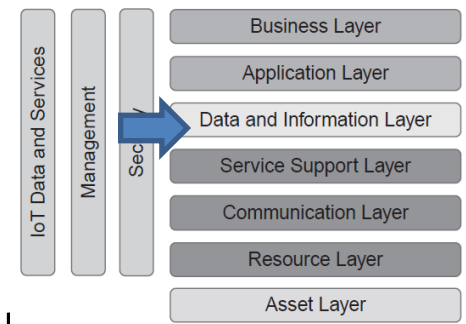 IoT Data and Services
Management
Business Layer
Application Layer
Data and Information Layer
Service Support Layer
Communication Layer
Resource Layer
Asset Layer